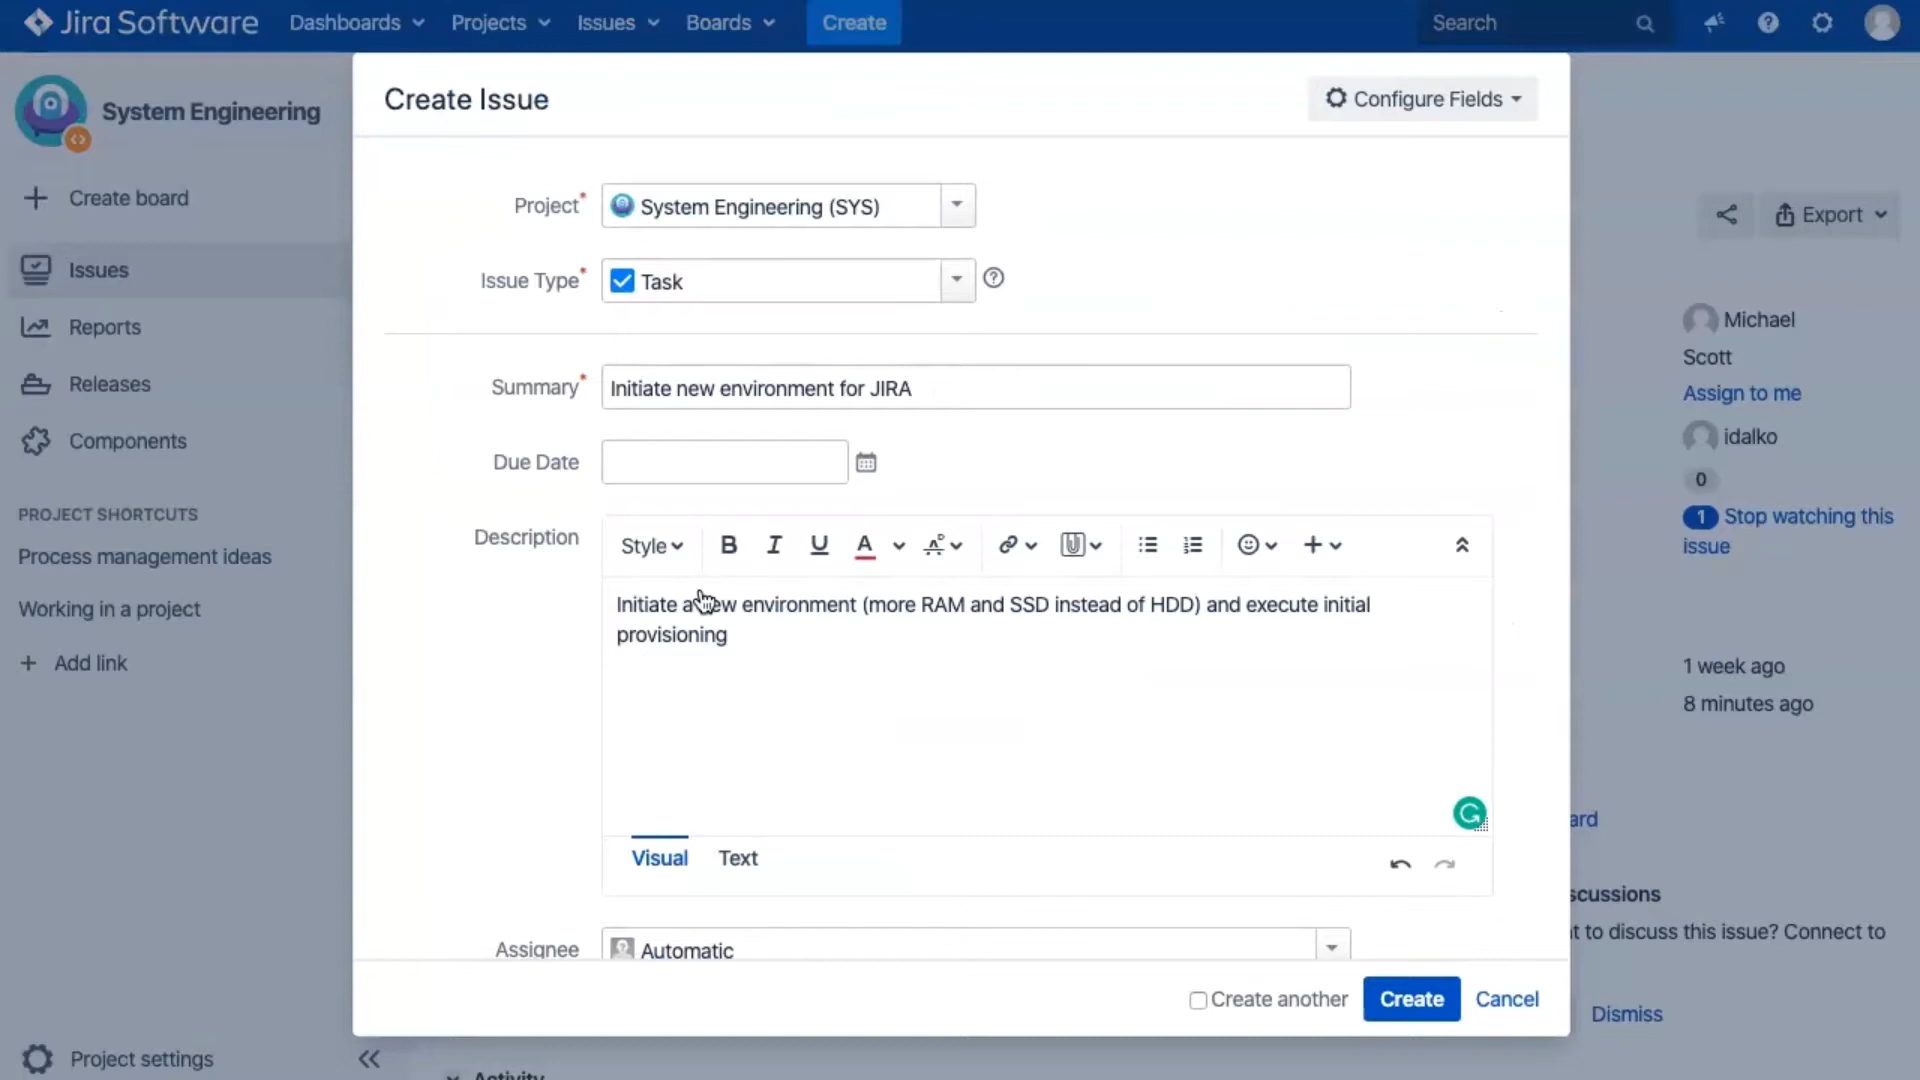 Jira Software Dashboards Projects Issues Boards Create Search
System Engineering
Create board
Issues
Reports
Releases
Components
PROJECT SHORTCUTS
Process management ideas
Working in a project
+ Add link
Project settings
Create Issue
Configure Fields
Project* System Engineering (SYS)
Issue Type* Task
Summary* Initiate new environment for JIRA
Due Date
Description
Style B I U A
Initiate a new environment (more RAM and SSD instead of HDD) and execute initial
provisioning
Visual Text
Assignee Automatic
Create another Create Cancel
Export
Michael
Scott
Assign to me
idalko
0
1 Stop watching this
issue
1 week ago
8 minutes ago
ard
scussions
t to discuss this issue? Connect to
Dismiss
Activity